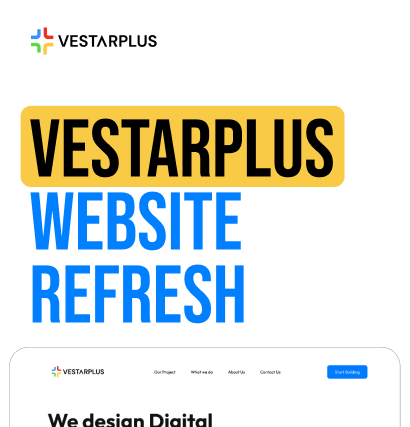 VESTARPLUS
VESTARPLUS
WEBSITE
REFRESH
VESTARPLUS Our Project What we do About Us Contact Us Start Building
We design Digital